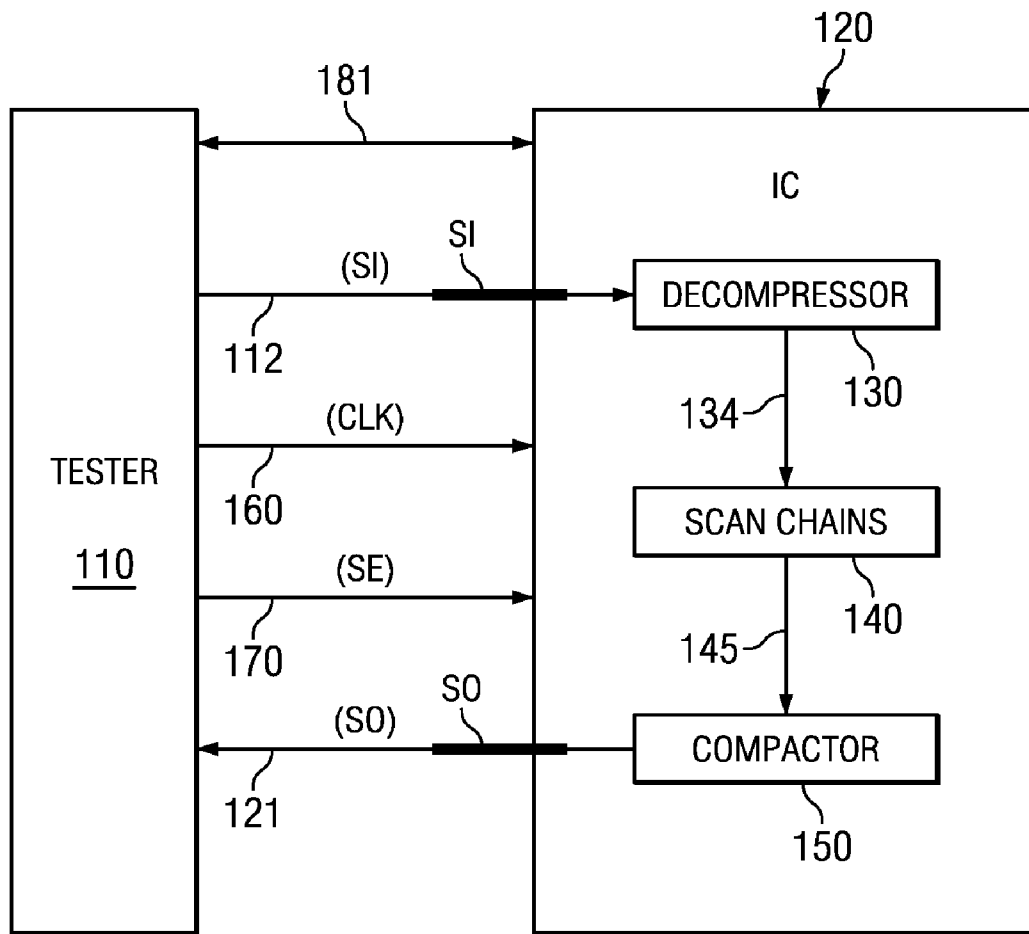 120
181
IC
SI
(SI)
DECOMPRESSOR
112
130
(CLK)
134
TESTER
160
SCAN CHAINS
110
(SE)
140
170
145
SO
(SO)
COMPACTOR
121
150